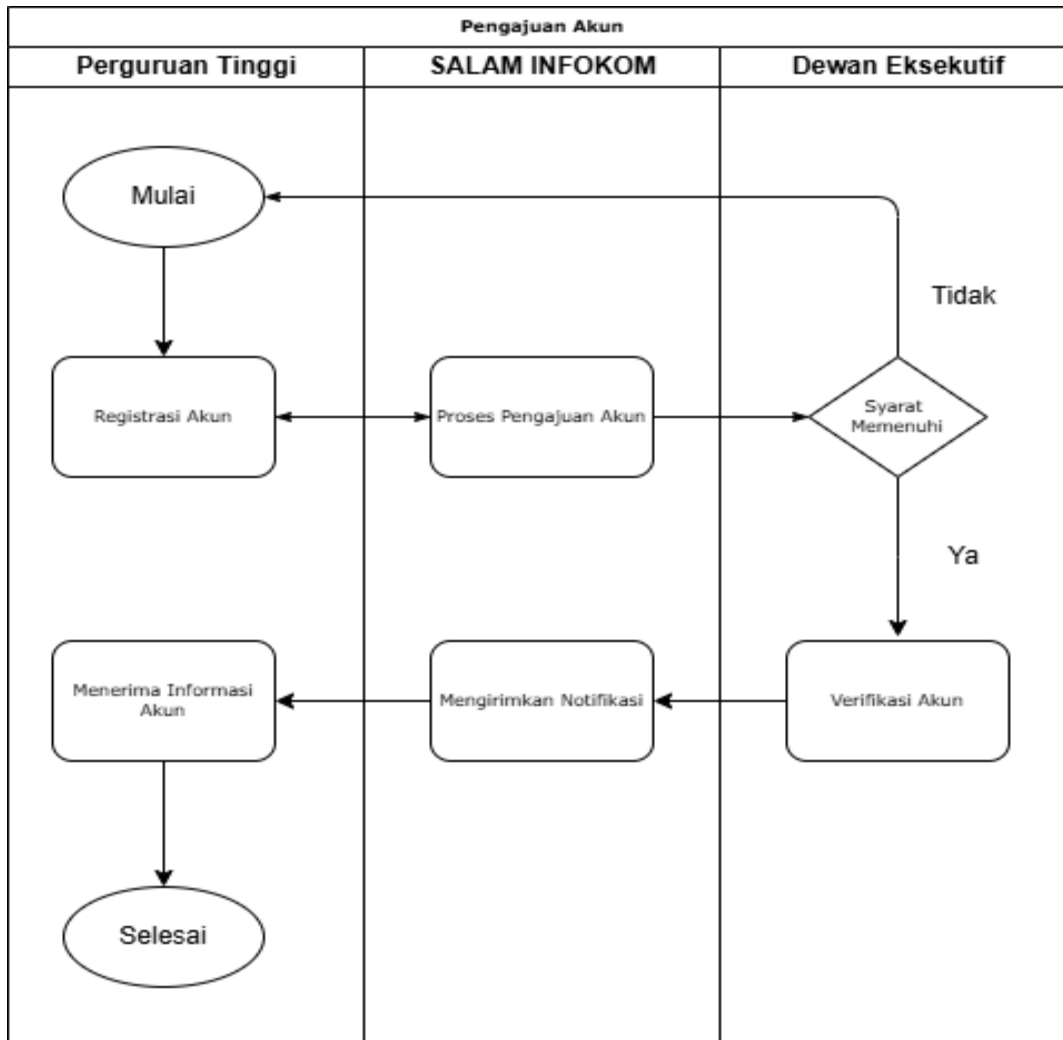 Pengajuan Akun
Perguruan Tinggi
SALAM INFOKOM
Dewan Eksekutif
Mulai
Tidak
Registrasi Akun
Proses Pengajuan Akun
Syarat
Memenuhi
Ya
Menerima Informasi
Akun
Mengirimkan Notifikasi
Verifikasi Akun
Selesai